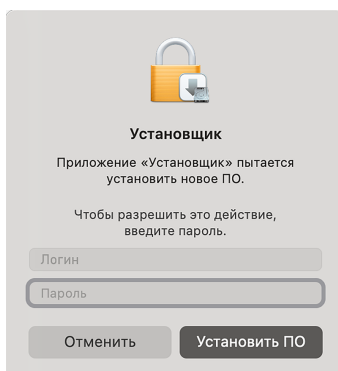 Установщик
Приложение «Установщик» пытается
установить новое ПО.
Чтобы разрешить это действие,
введите пароль.
Логин
Пароль
Отменить
Установить ПО